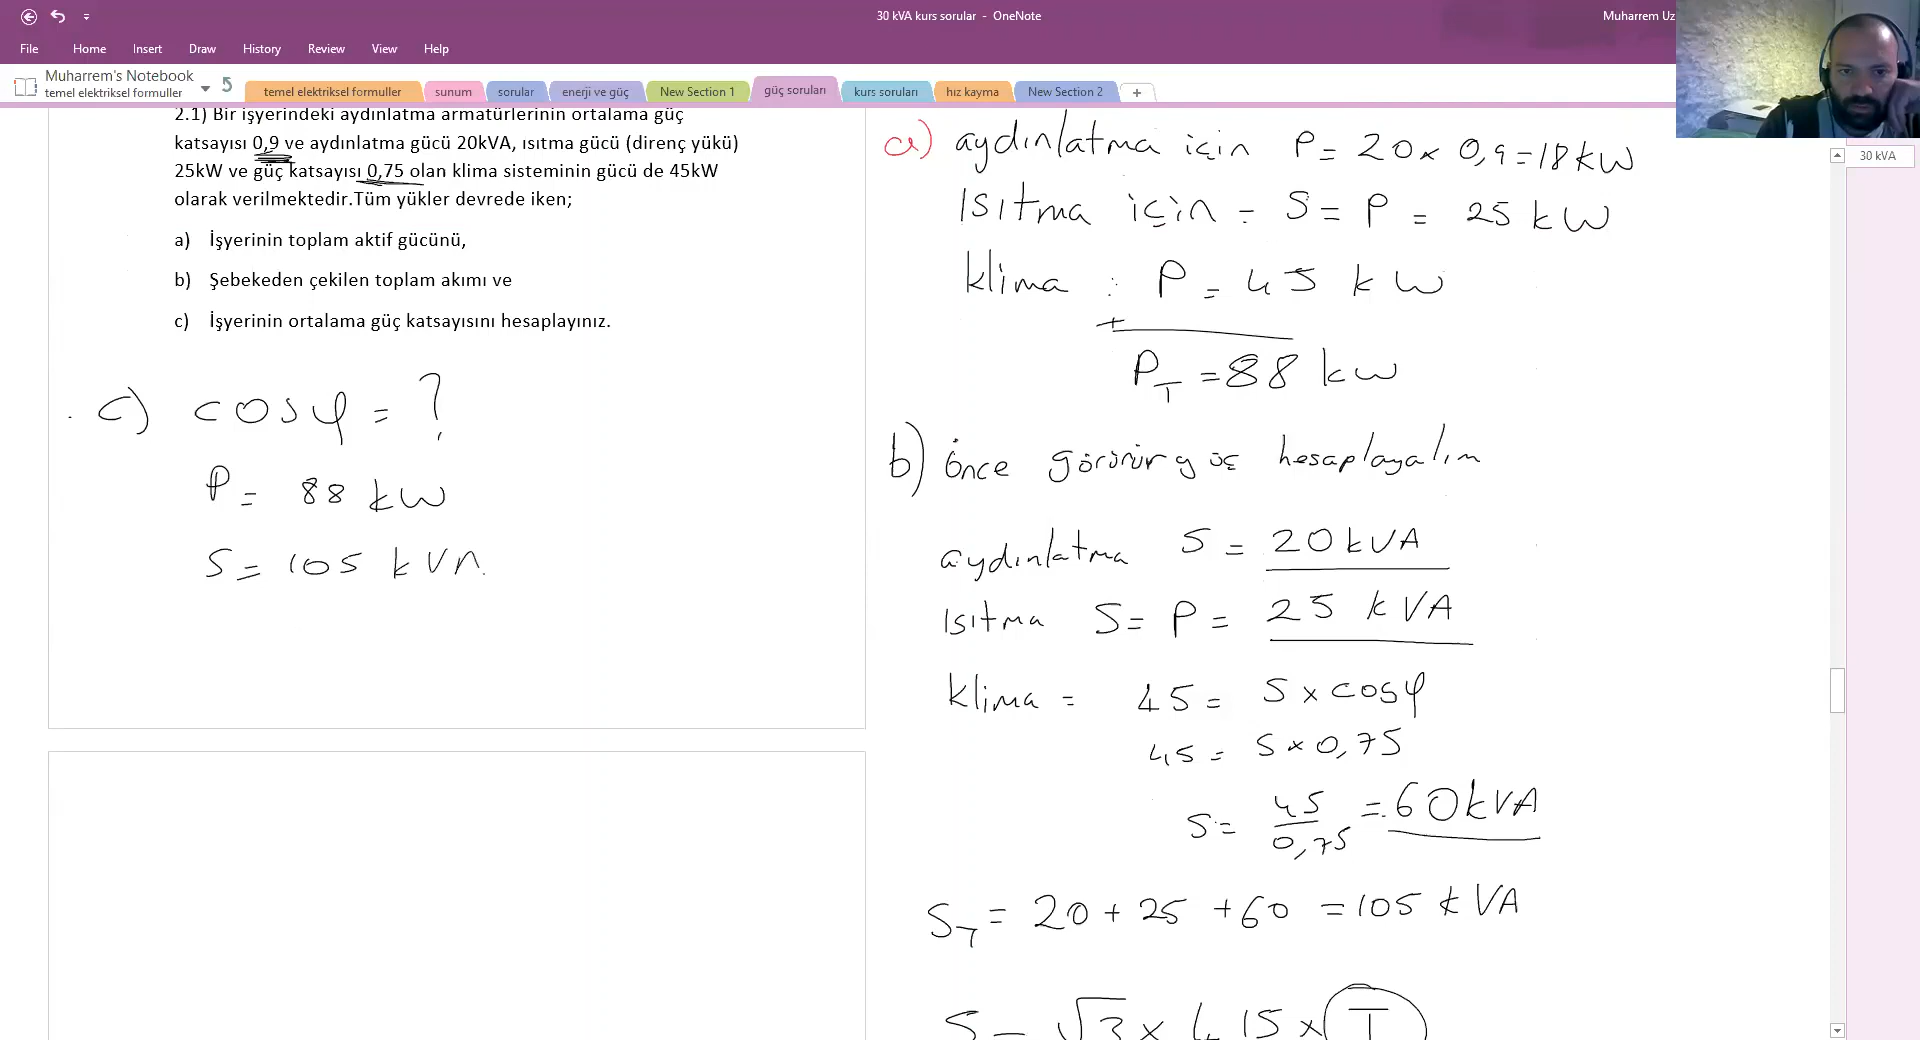 30 kVA kurs sorular - OneNote
Muharrem Uz
File Home Insert Draw History Review View Help
Muharrem's Notebook
temel elektriksel formuller
temel elektriksel formuller sunum sorular enerji ve güç New Section 1 güç soruları kurs soruları hız kayma New Section 2 +
30 kVA
2.1) Bir işyerindeki aydınlatma armatürlerinin ortalama güç
katsayısı 0,9 ve aydınlatma gücü 20kVA, ısıtma gücü (direnç yükü)
25kW ve güç katsayısı 0,75 olan klima sisteminin gücü de 45kW
olarak verilmektedir.Tüm yükler devrede iken;
a) İşyerinin toplam aktif gücünü,
b) Şebekeden çekilen toplam akımı ve
c) İşyerinin ortalama güç katsayısını hesaplayınız.
c) cosφ = ?
P = 88 kW
S = 105 kVA
a) aydınlatma için P = 20 x 0,9 = 18 kW
Isıtma için = S = P = 25 kW
klima : P = 45 kW
+
PT = 88 kw
b) Önce görünür güç hesaplayalım
aydınlatma S = 20 kVA
Isıtma S = P = 25 kVA
klima = 45 = S x cosφ
45 = S x 0,75
S = 45 / 0,75 = 60 kVA
ST = 20 + 25 + 60 = 105 kVA
S = √3 x 415 x I